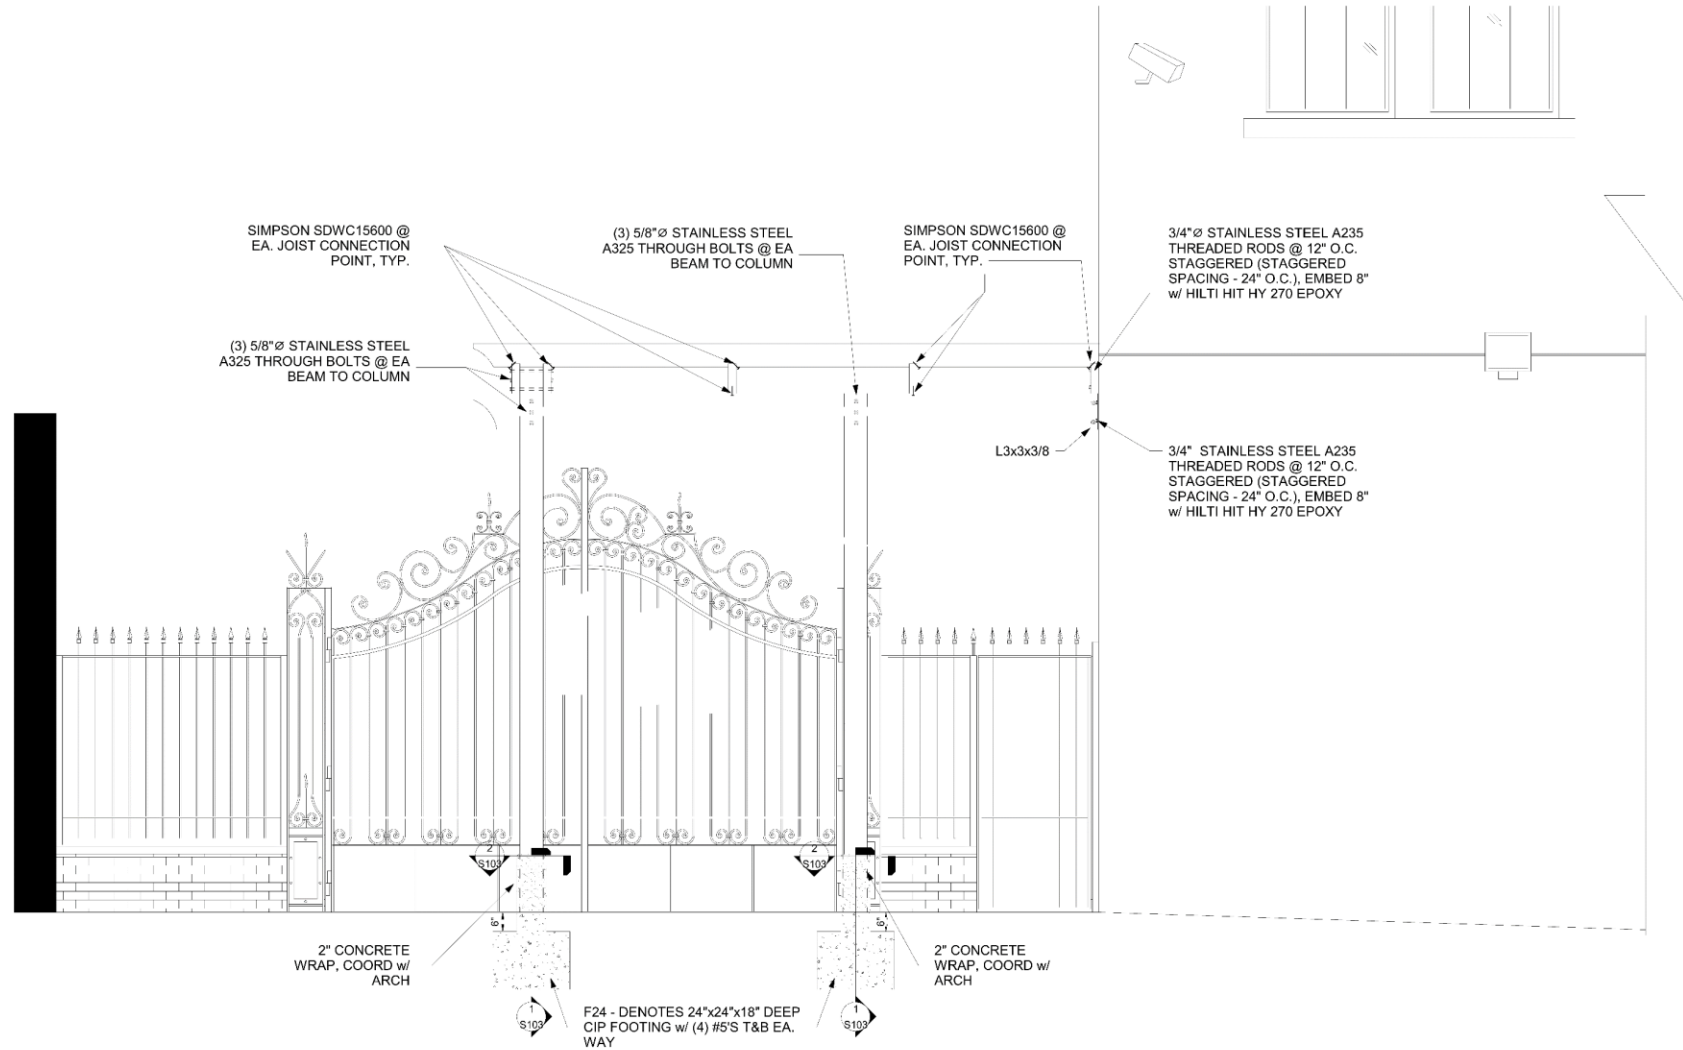 SIMPSON SDWC15600 @
EA. JOIST CONNECTION
POINT, TYP.
(3) 5/8"Ø STAINLESS STEEL
A325 THROUGH BOLTS @ EA
BEAM TO COLUMN
SIMPSON SDWC15600 @
EA. JOIST CONNECTION
POINT, TYP.
3/4"Ø STAINLESS STEEL A235
THREADED RODS @ 12" O.C.
STAGGERED (STAGGERED
SPACING - 24" O.C.), EMBED 8"
w/ HILTI HIT HY 270 EPOXY
(3) 5/8"Ø STAINLESS STEEL
A325 THROUGH BOLTS @ EA
BEAM TO COLUMN
L3x3x3/8
3/4" STAINLESS STEEL A235
THREADED RODS @ 12" O.C.
STAGGERED (STAGGERED
SPACING - 24" O.C.), EMBED 8"
w/ HILTI HIT HY 270 EPOXY
2
S103
2
S103
6"
6"
2" CONCRETE
WRAP, COORD w/
ARCH
2" CONCRETE
WRAP, COORD w/
ARCH
1
S103
F24 - DENOTES 24"x24"x18" DEEP
CIP FOOTING w/ (4) #5'S T&B EA.
WAY
1
S103